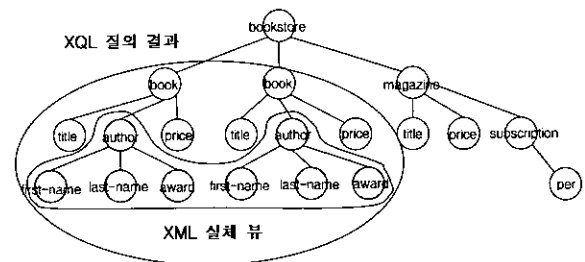 bookstore
XQL 질의 결과
book book magazine
title author price title author price title price subscription
first-name last-name award first-name last-name award per
XML 실체 뷰